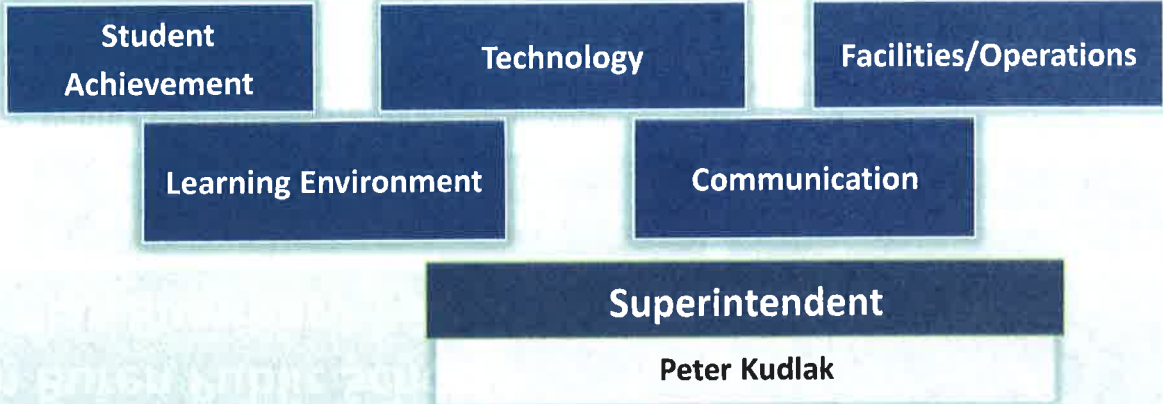 Student
Achievement
Technology
Facilities/Operations
Learning Environment
Communication
Superintendent
Peter Kudlak